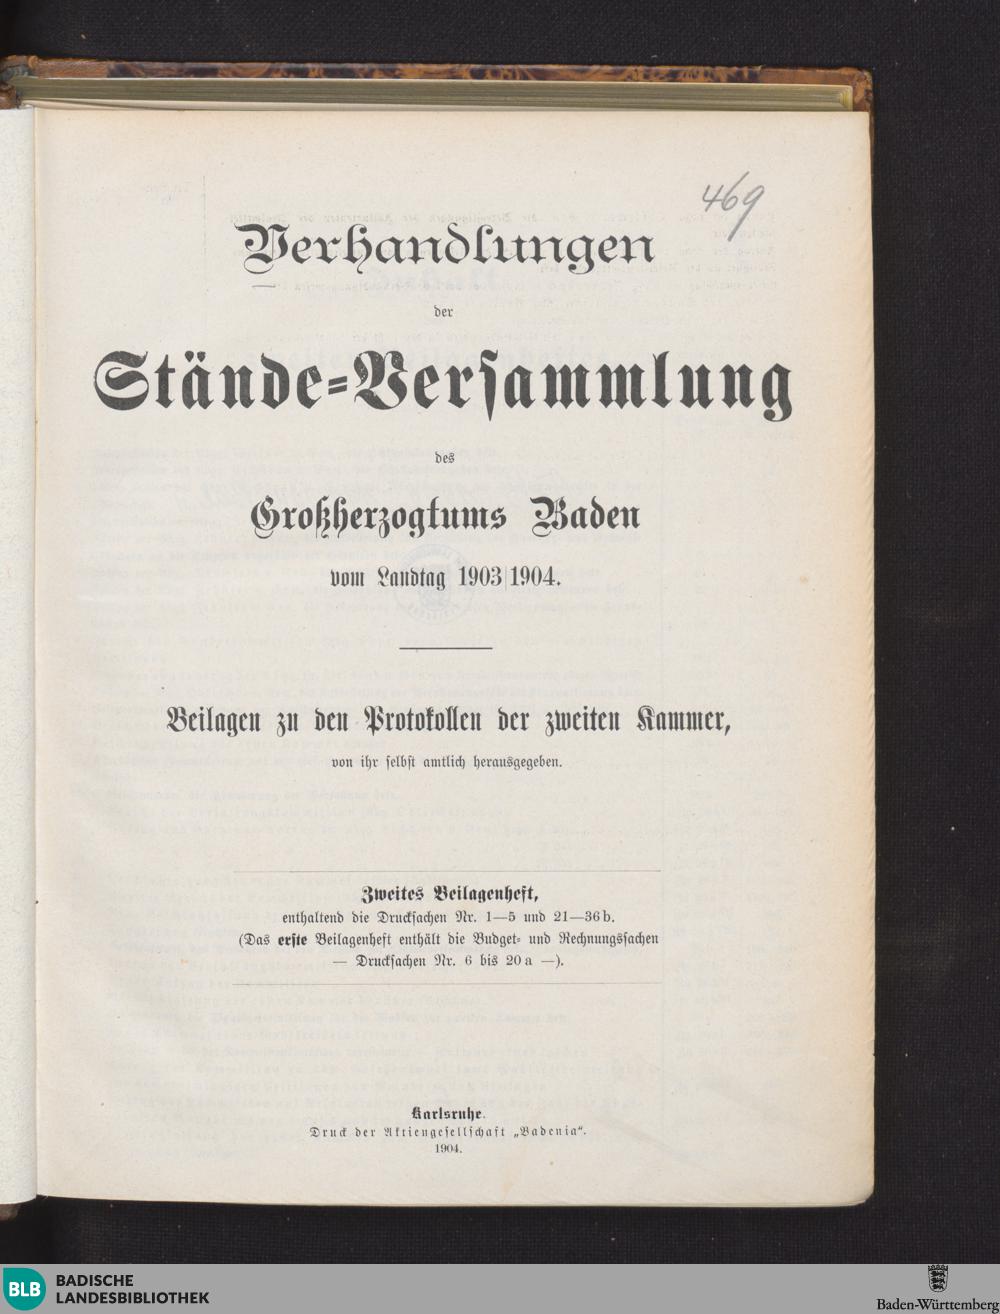 469
Verhandlungen
der
Stände-Versammlung
des
Großherzogtums Baden
vom Landtag 1903|1904.
Beilagen zu den Protokollen der zweiten Kammer,
von ihr selbst amtlich herausgegeben.
Zweites Beilagenheft,
enthaltend die Drucksachen Nr. 1—5 und 21—36b.
(Das erste Beilagenheft enthält die Budget- und Rechnungssachen
— Drucksachen Nr. 6 bis 20a —).
Karlsruhe.
Druck der Aktiengesellschaft „Badenia“.
1904.
BLB BADISCHE
LANDESBIBLIOTHEK
Baden-Württemberg